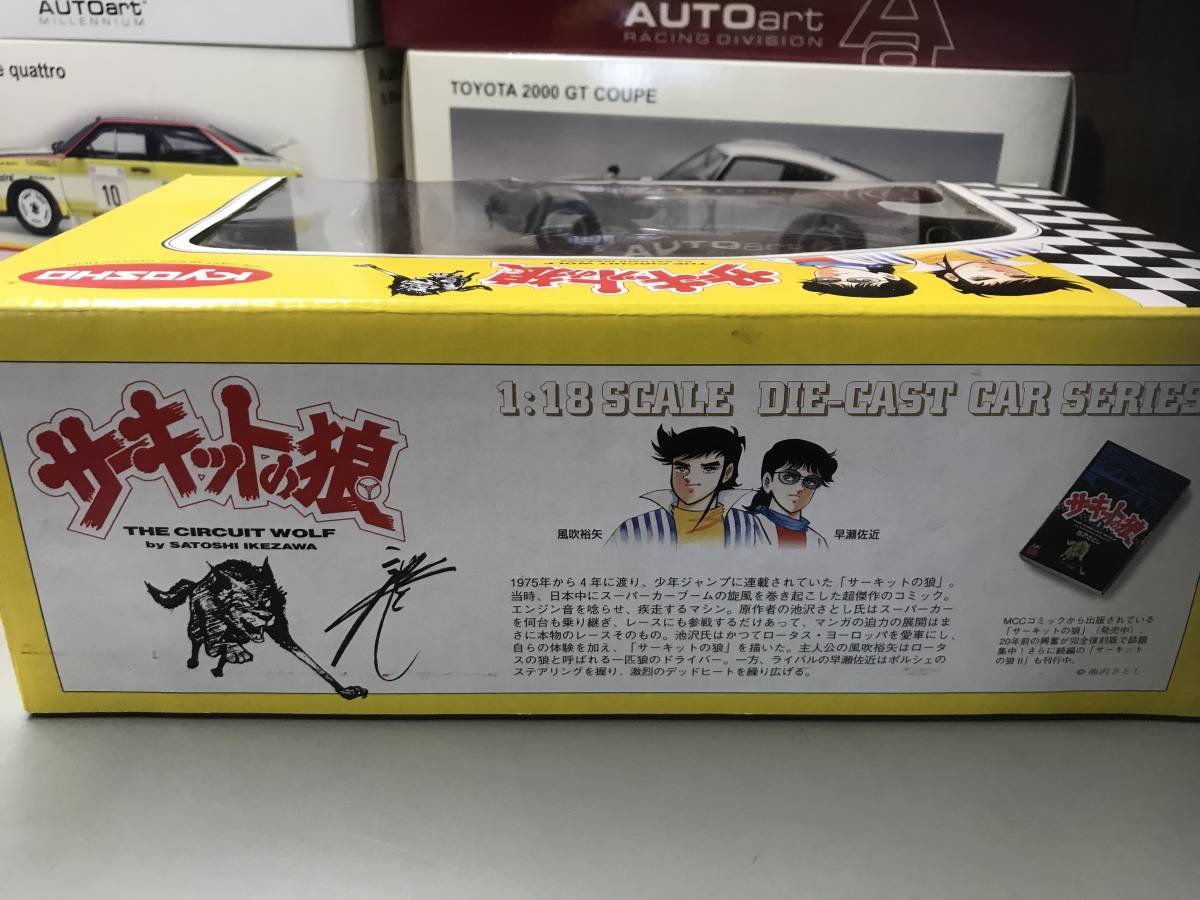 AUTOart
MILLENNIUM
AUTOart
RACING DIVISION
e quattro
TOYOTA 2000 GT COUPE
10
AUTOart
KYOSHO
サーキットの狼
THE CIRCUIT WOLF
サーキットの狼
THE CIRCUIT WOLF
by SATOSHI IKEZAWA
1:18 SCALE DIE-CAST CAR SERIES
風吹裕矢
早瀬佐近
1975年から4年に渡り、少年ジャンプに連載されていた「サーキットの狼」。
当時、日本中にスーパーカーブームの旋風を巻き起こした超傑作のコミック。
エンジン音を唸らせ、疾走するマシン。原作者の池沢さとし氏はスーパーカー
を何台も乗り継ぎ、レースにも参戦するだけあって、マンガの迫力の展開はま
さに本物のレースそのもの。池沢氏はかつてロータス・ヨーロッパを愛車にし、
自らの体験を加え、「サーキットの狼」を描いた。主人公の風吹裕矢はロータ
スの狼と呼ばれる一匹狼のドライバー。一方、ライバルの早瀬佐近はポルシェの
ステアリングを握り、激烈のデッドヒートを繰り広げる。
サーキットの狼
MCCコミックから出版されている
「サーキットの狼」（発売中）。
20年前の興奮が完全復刻版で話題
集中！さらに続編の「サーキット
の狼II」も刊行中。
©池沢さとし